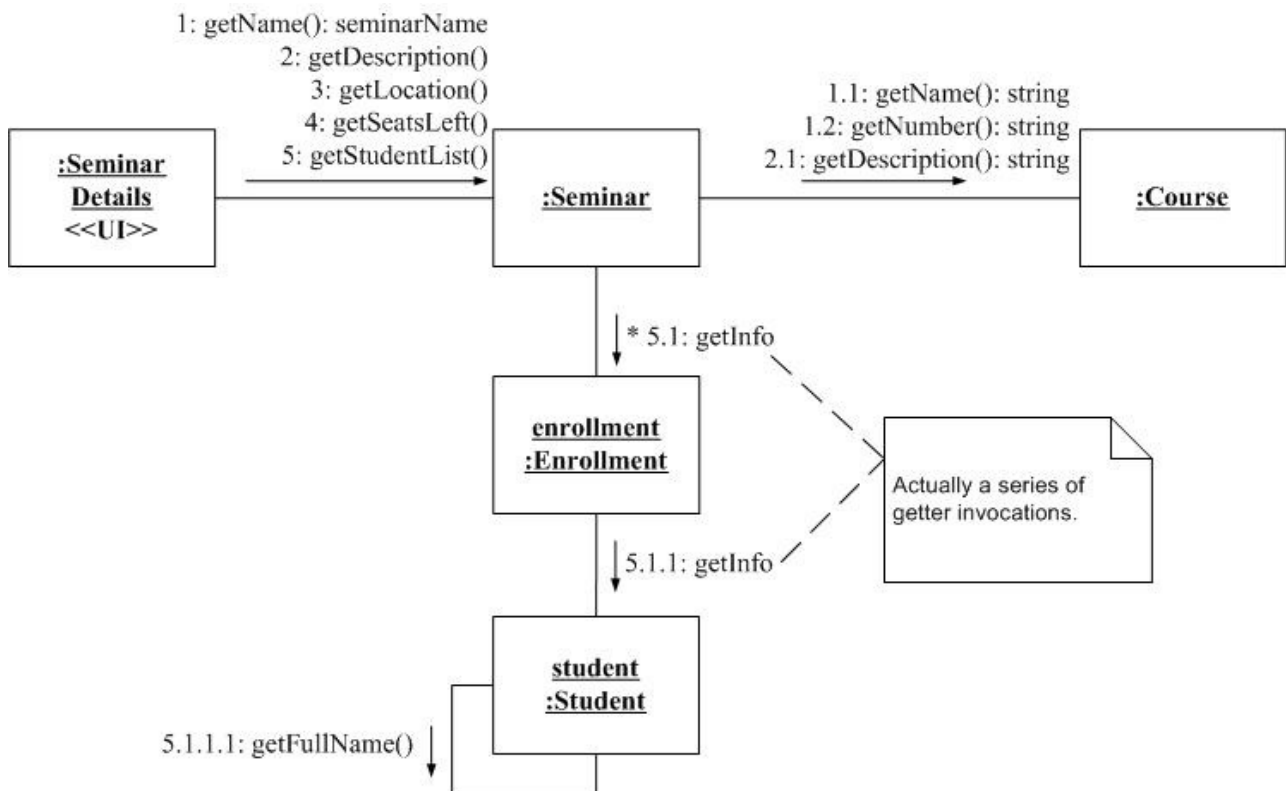 1: getName(): seminarName
2: getDescription()
3: getLocation()
4: getSeatsLeft()
5: getStudentList()
1.1: getName(): string
1.2: getNumber(): string
2.1: getDescription(): string
:Seminar
Details
<<UI>>
:Seminar
:Course
* 5.1: getInfo
enrollment
:Enrollment
Actually a series of
getter invocations.
5.1.1: getInfo
student
:Student
5.1.1.1: getFullName()